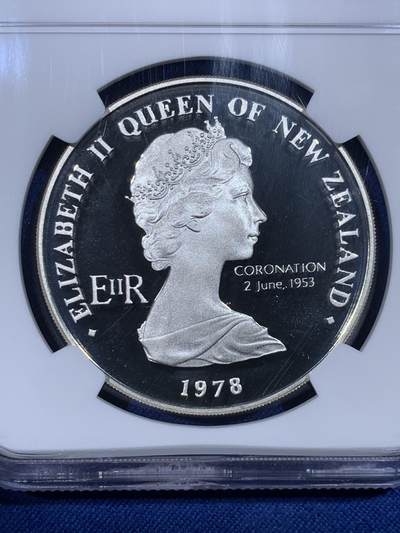 · ELIZABETH II QUEEN OF NEW ZEALAND ·
EIIR
CORONATION
2 June, 1953
1978